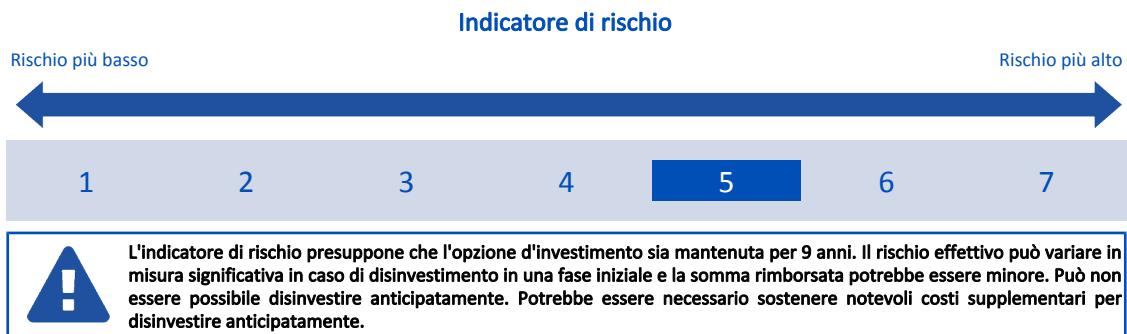 Indicatore di rischio
Rischio più basso
Rischio più alto
1 2 3 4 5 6 7
L'indicatore di rischio presuppone che l'opzione d'investimento sia mantenuta per 9 anni. Il rischio effettivo può variare in
misura significativa in caso di disinvestimento in una fase iniziale e la somma rimborsata potrebbe essere minore. Può non
essere possibile disinvestire anticipatamente. Potrebbe essere necessario sostenere notevoli costi supplementari per
disinvestire anticipatamente.